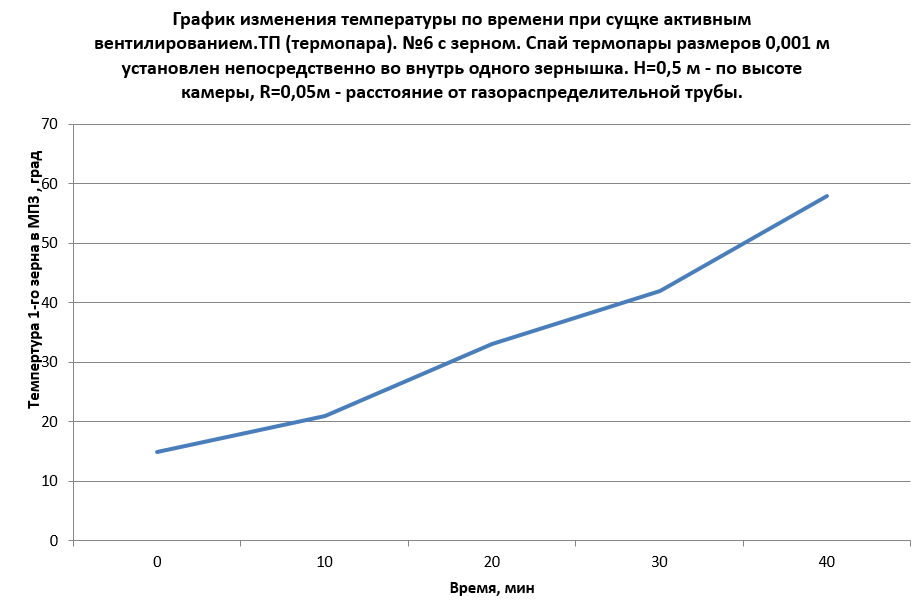 График изменения температуры по времени при сущке активным
вентилированием.ТП (термопара). №6 с зерном. Спай термопары размеров 0,001 м
установлен непосредственно во внутрь одного зернышка. H=0,5 м - по высоте
камеры, R=0,05м - расстояние от газораспределительной трубы.
70
60
50
40
30
20
10
0
Темпертура 1-го зерна в МПЗ , град
0 10 20 30 40
Время, мин